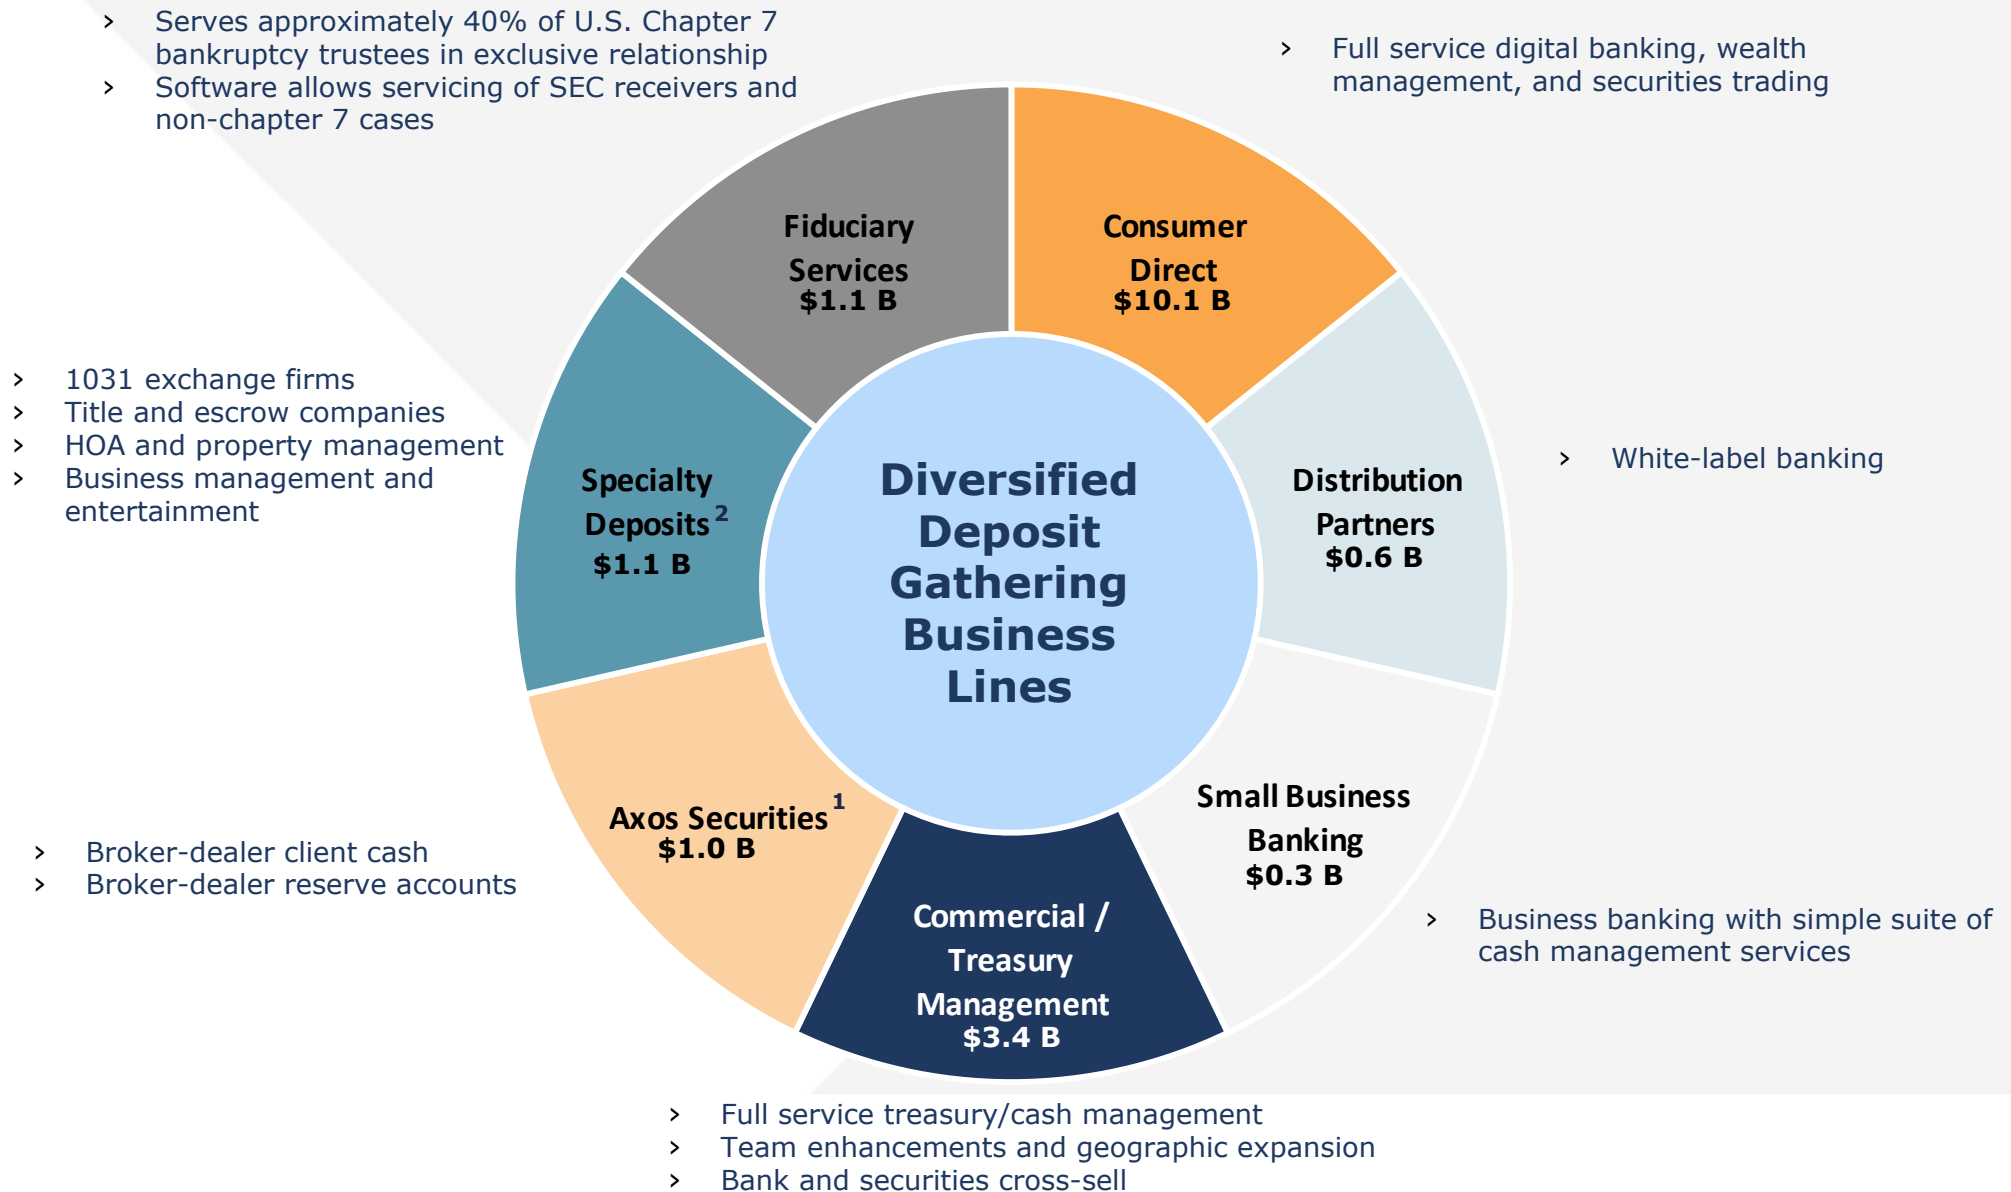 › Serves approximately 40% of U.S. Chapter 7
bankruptcy trustees in exclusive relationship
› Software allows servicing of SEC receivers and
non-chapter 7 cases
› Full service digital banking, wealth
management, and securities trading
Fiduciary
Services
$1.1 B
Consumer
Direct
$10.1 B
› 1031 exchange firms
› Title and escrow companies
› HOA and property management
› Business management and
entertainment
Specialty
Deposits 2
$1.1 B
Diversified
Deposit
Gathering
Business
Lines
Distribution
Partners
$0.6 B
› White-label banking
Axos Securities 1
$1.0 B
› Broker-dealer client cash
› Broker-dealer reserve accounts
Small Business
Banking
$0.3 B
› Business banking with simple suite of
cash management services
Commercial /
Treasury
Management
$3.4 B
› Full service treasury/cash management
› Team enhancements and geographic expansion
› Bank and securities cross-sell